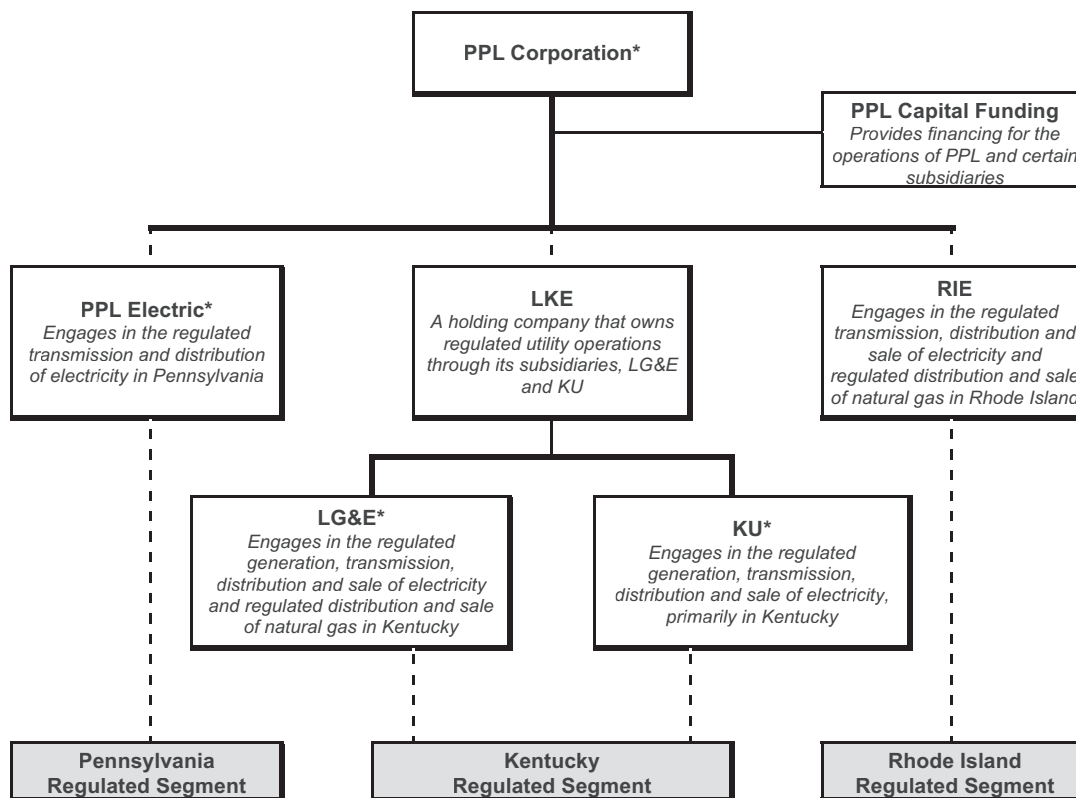 PPL Corporation*
PPL Capital Funding
Provides financing for the
operations of PPL and certain
subsidiaries
PPL Electric*
Engages in the regulated
transmission and distribution
of electricity in Pennsylvania
LKE
A holding company that owns
regulated utility operations
through its subsidiaries, LG&E
and KU
RIE
Engages in the regulated
transmission, distribution and
sale of electricity and
regulated distribution and sale
of natural gas in Rhode Island
LG&E*
Engages in the regulated
generation, transmission,
distribution and sale of electricity
and regulated distribution and sale
of natural gas in Kentucky
KU*
Engages in the regulated
generation, transmission,
distribution and sale of electricity,
primarily in Kentucky
Pennsylvania
Regulated Segment
Kentucky
Regulated Segment
Rhode Island
Regulated Segment